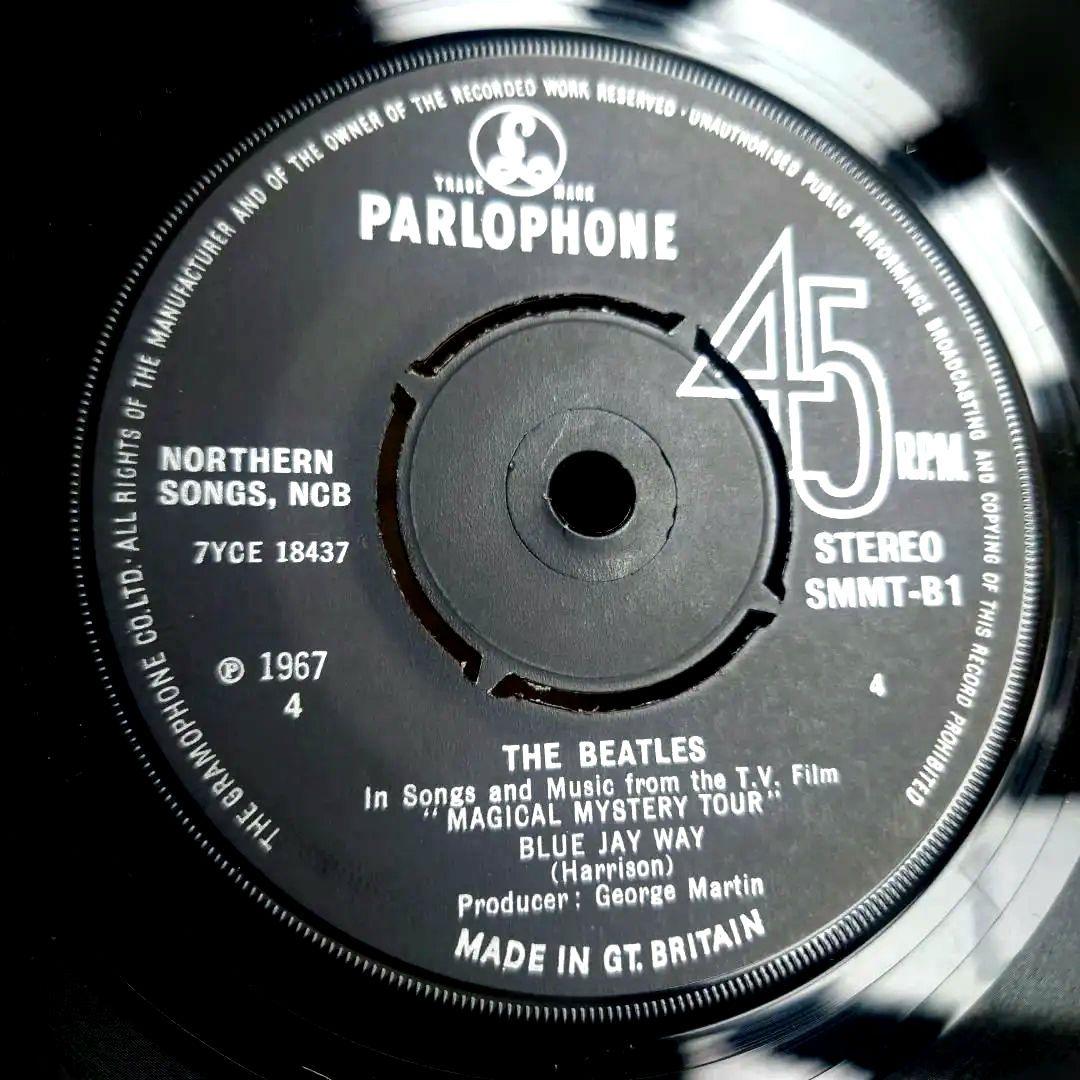 THE GRAMOPHONE CO.LTD. ALL RIGHTS OF THE MANUFACTURER AND OF THE OWNER OF THE RECORDED WORK RESERVED · UNAUTHORISED PUBLIC PERFORMANCE BROADCASTING AND COPYING OF THIS RECORD PROHIBITED
£
TRADE MARK
PARLOPHONE
45
R.P.M.
NORTHERN
SONGS, NCB
7YCE 18437
STEREO
SMMT-B1
℗ 1967
4
4
THE BEATLES
In Songs and Music from the T.V. Film
"MAGICAL MYSTERY TOUR"
BLUE JAY WAY
(Harrison)
Producer: George Martin
MADE IN GT. BRITAIN